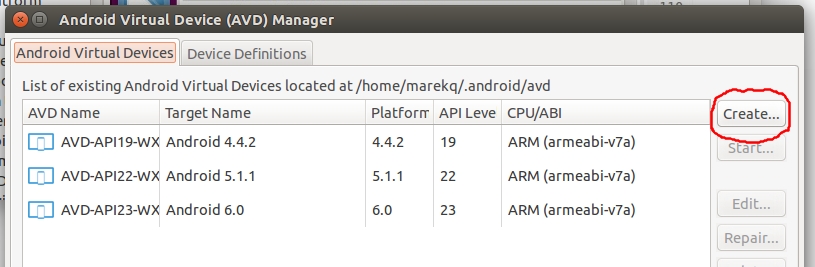 Android Virtual Device (AVD) Manager
Android Virtual Devices Device Definitions
List of existing Android Virtual Devices located at /home/marekq/.android/avd
AVD Name Target Name Platform API Leve CPU/ABI
AVD-API19-WX Android 4.4.2 4.4.2 19 ARM (armeabi-v7a)
AVD-API22-WX Android 5.1.1 5.1.1 22 ARM (armeabi-v7a)
AVD-API23-WX Android 6.0 6.0 23 ARM (armeabi-v7a)
Create...
Start...
Edit...
Repair...